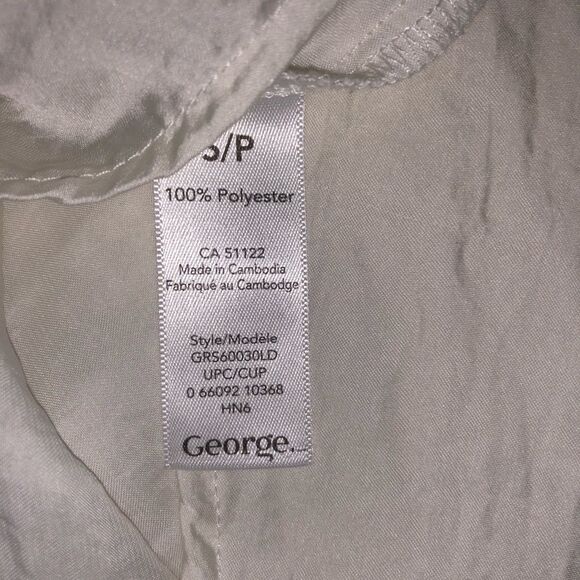 S/P
100% Polyester
CA 51122
Made in Cambodia
Fabriqué au Cambodge
Style/Modèle
GRS60030LD
UPC/CUP
0 66092 10368
HN6
George.